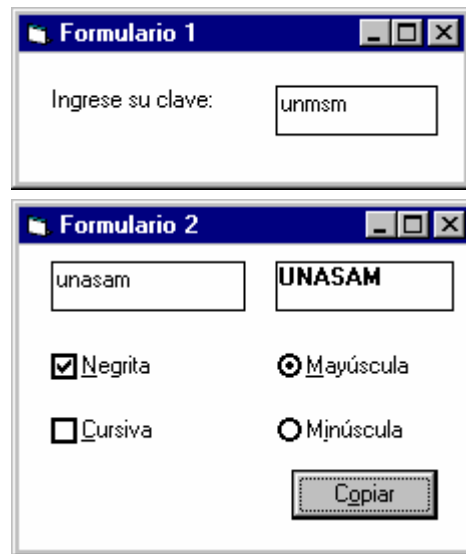 Formulario 1
Ingrese su clave: unmsm
Formulario 2
unasam UNASAM
Negrita Mayúscula
Cursiva Minúscula
Copiar